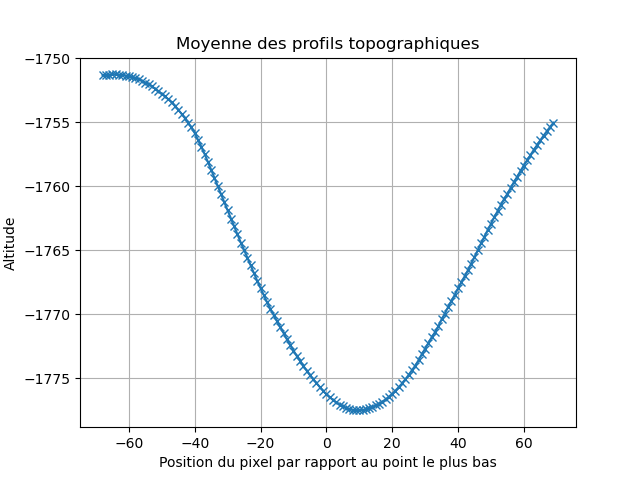 Moyenne des profils topographiques
−1750
−1755
−1760
−1765
−1770
−1775
Altitude
−60 −40 −20 0 20 40 60
Position du pixel par rapport au point le plus bas